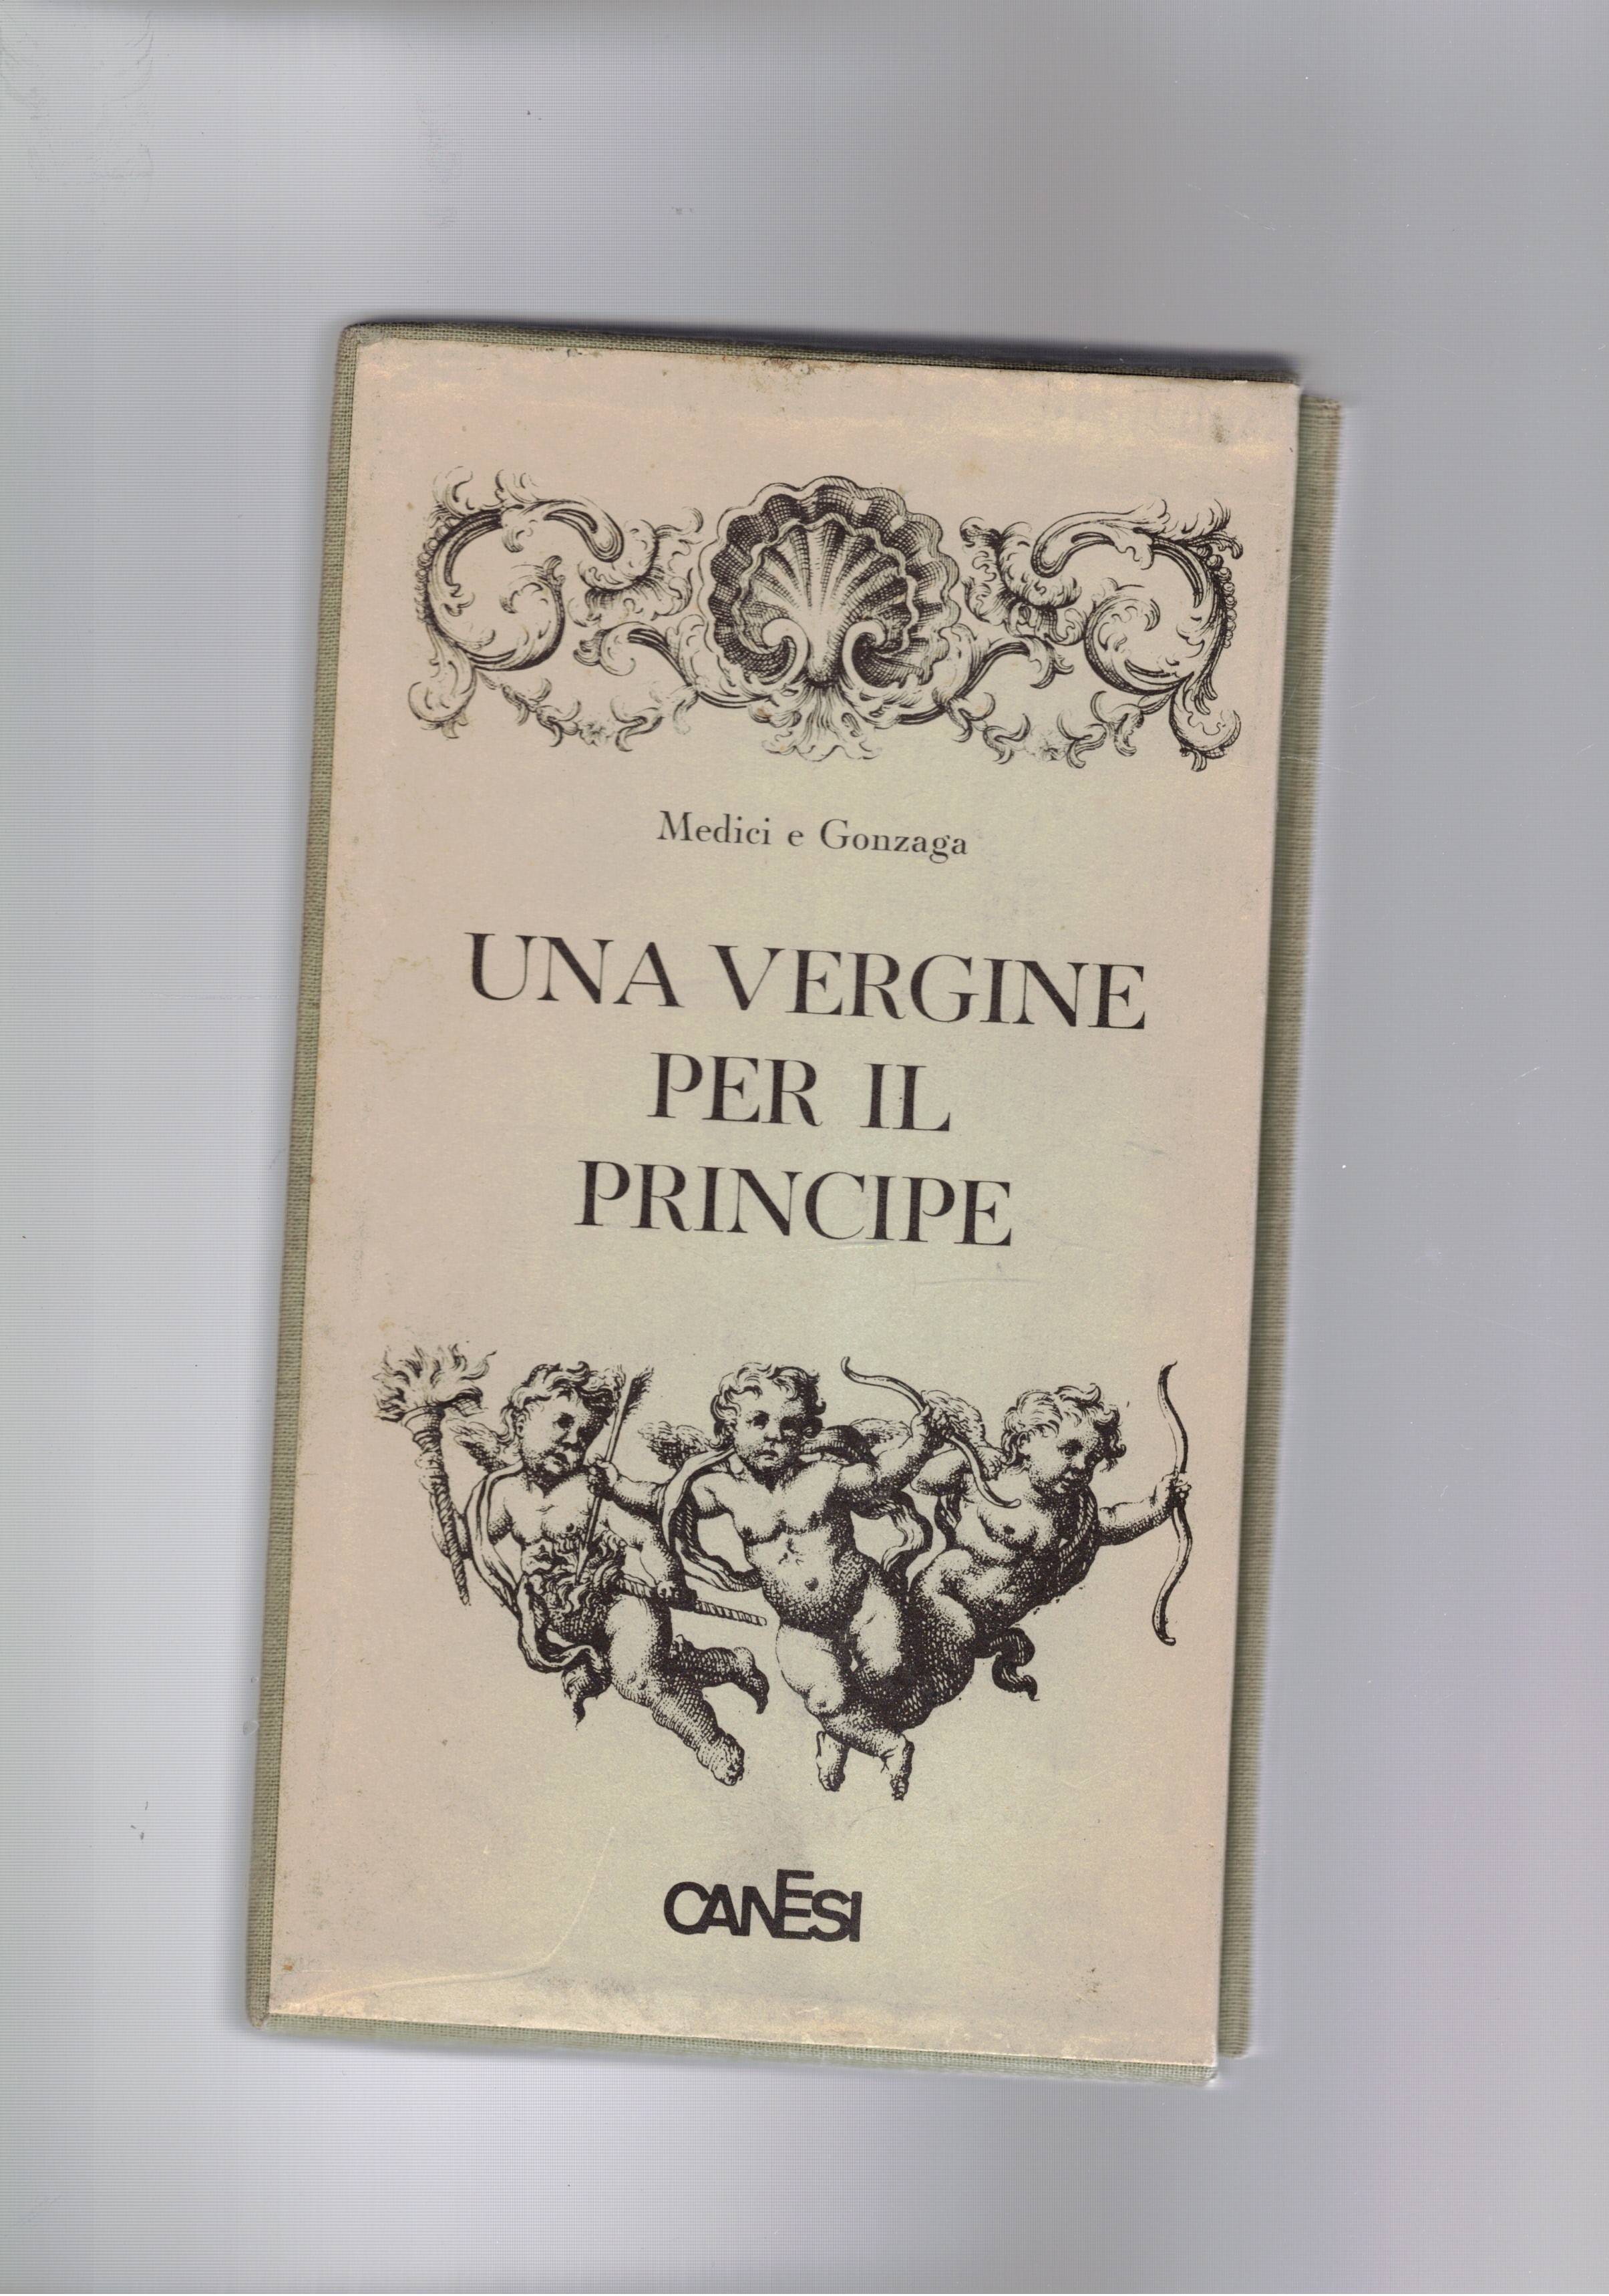 Medici e Gonzaga
UNA VERGINE
PER IL
PRINCIPE
CANESI